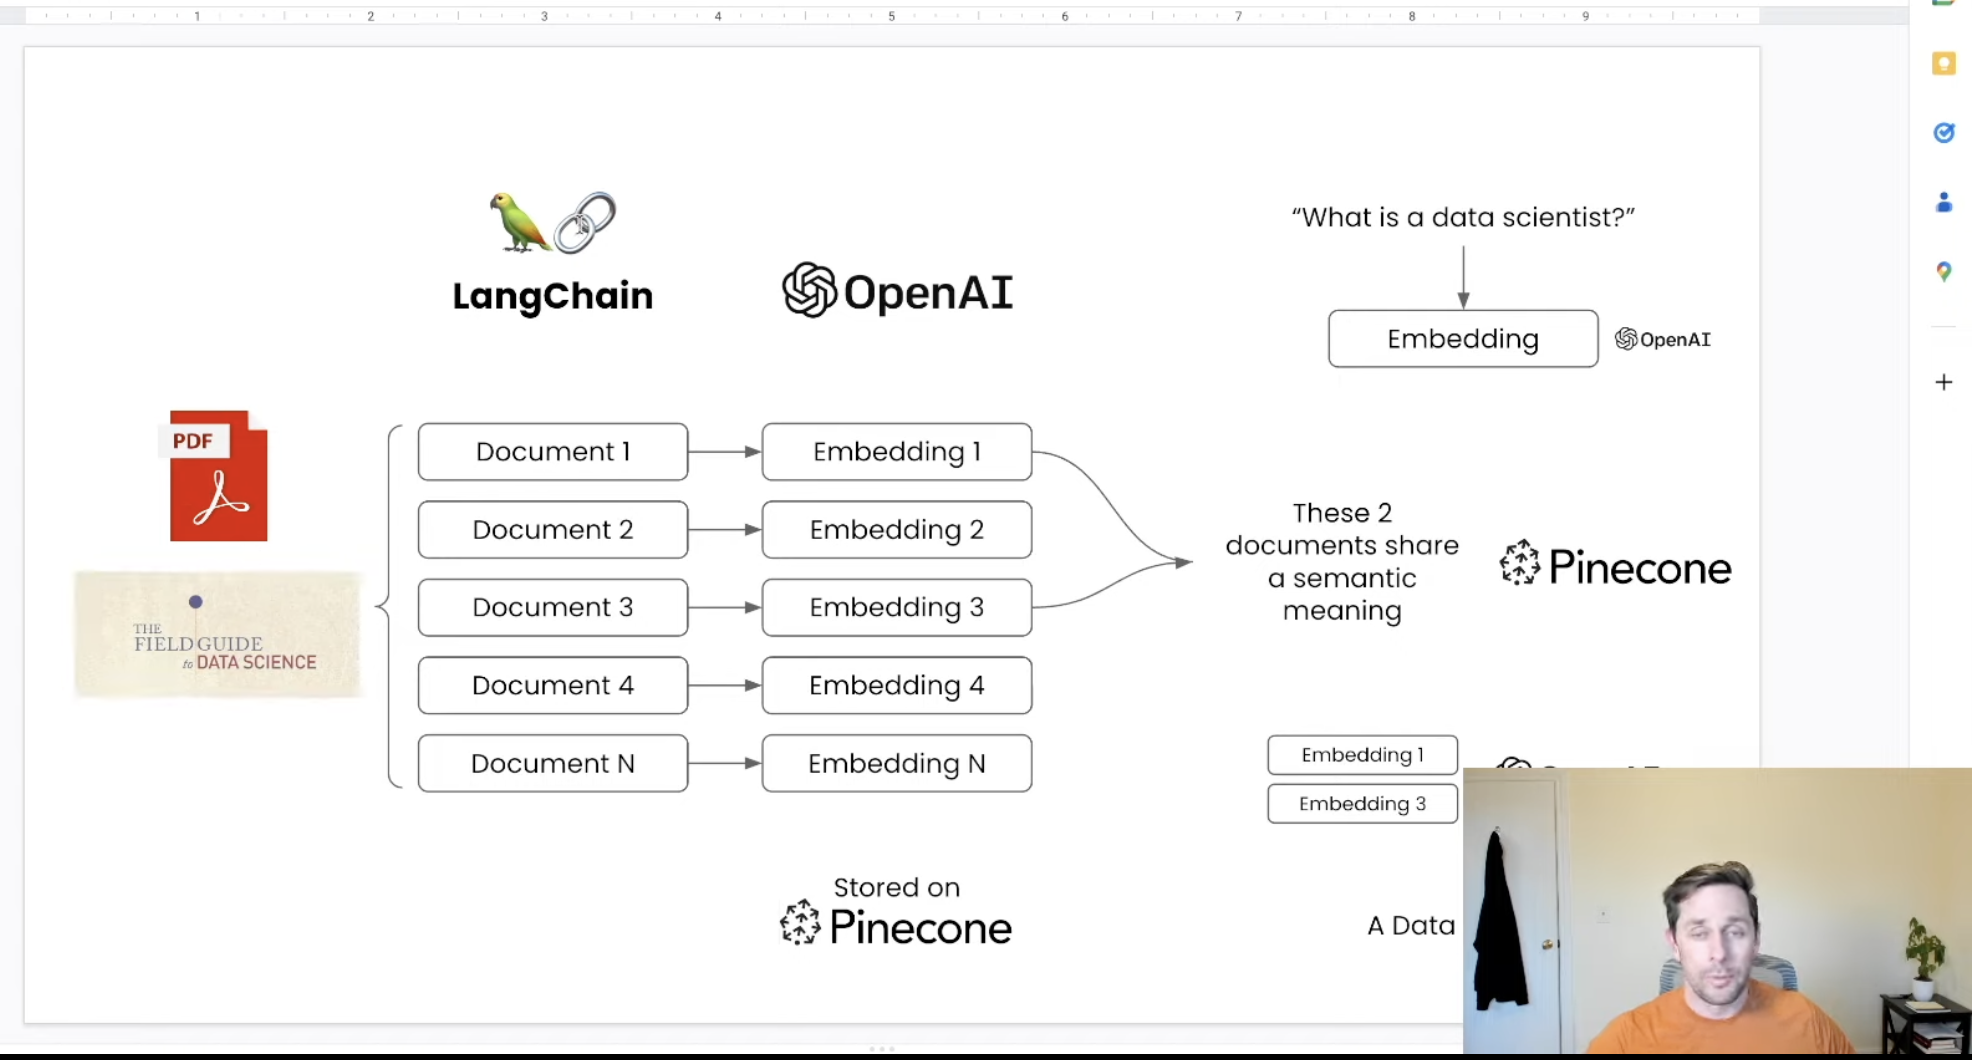 1 2 3 4 5 6 7 8 9
LangChain
OpenAI
“What is a data scientist?”
Embedding
OpenAI
PDF
THE
FIELD GUIDE
to DATA SCIENCE
Document 1
Embedding 1
Document 2
Embedding 2
Document 3
Embedding 3
Document 4
Embedding 4
Document N
Embedding N
These 2
documents share
a semantic
meaning
Pinecone
Embedding 1
Embedding 3
Stored on
Pinecone
A Data